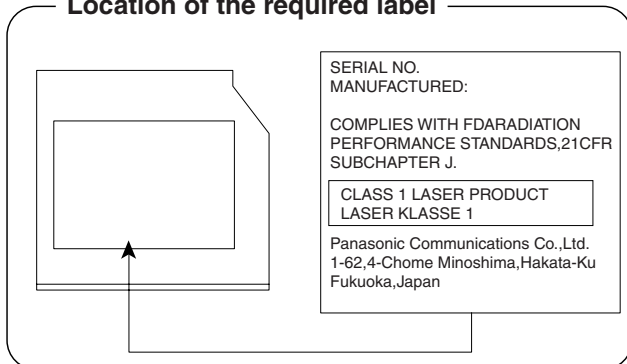 Location of the required label
SERIAL NO.
MANUFACTURED:
COMPLIES WITH FDARADIATION
PERFORMANCE STANDARDS,21CFR
SUBCHAPTER J.
CLASS 1 LASER PRODUCT
LASER KLASSE 1
Panasonic Communications Co.,Ltd.
1-62,4-Chome Minoshima,Hakata-Ku
Fukuoka,Japan